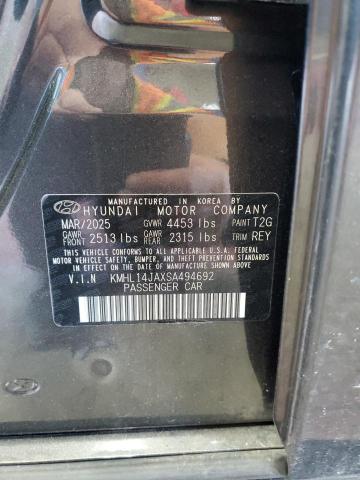 MANUFACTURED IN KOREA BY
HYUNDAI MOTOR COMPANY
MAR/2025 GVWR 4453 lbs PAINT T2G
GAWR FRONT 2513 lbs GAWR REAR 2315 lbs TRIM REY
THIS VEHICLE CONFORMS TO ALL APPLICABLE U.S.A. FEDERAL
MOTOR VEHICLE SAFETY, BUMPER, AND THEFT PREVENTION
STANDARDS IN EFFECT ON THE DATE OF MANUFACTURE
SHOWN ABOVE.
V.I.N KMHL14JAXSA494692
PASSENGER CAR